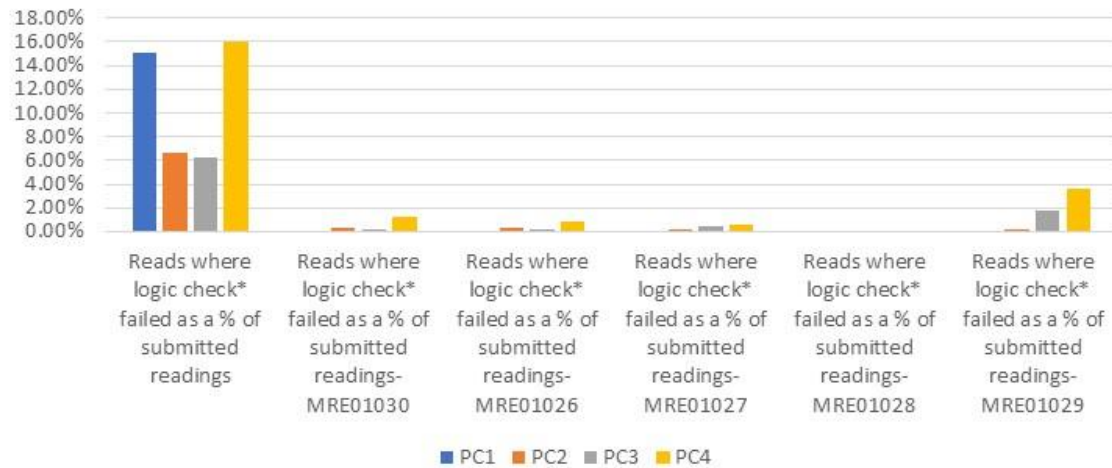 18.00%
16.00%
14.00%
12.00%
10.00%
8.00%
6.00%
4.00%
2.00%
0.00%
Reads where
logic check*
failed as a % of
submitted
readings
Reads where
logic check*
failed as a % of
submitted
readings-
MRE01030
Reads where
logic check*
failed as a % of
submitted
readings-
MRE01026
Reads where
logic check*
failed as a % of
submitted
readings-
MRE01027
Reads where
logic check*
failed as a % of
submitted
readings-
MRE01028
Reads where
logic check*
failed as a % of
submitted
readings-
MRE01029
PC1 PC2 PC3 PC4